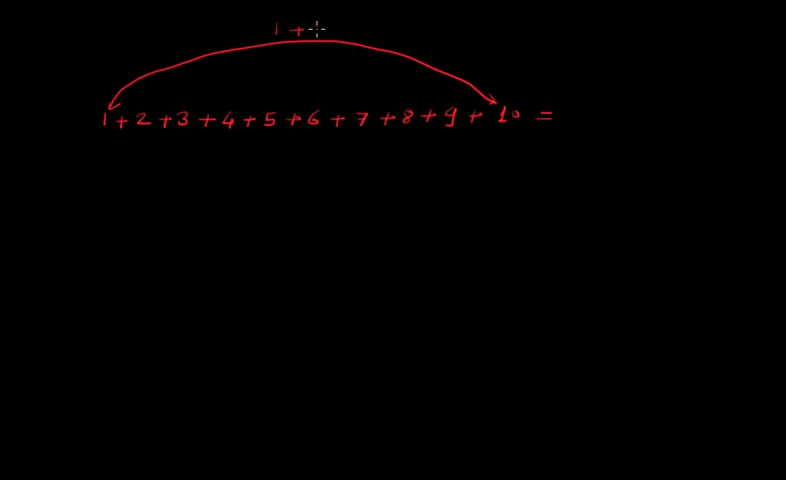 1 +
1 + 2 + 3 + 4 + 5 + 6 + 7 + 8 + 9 + 10 =